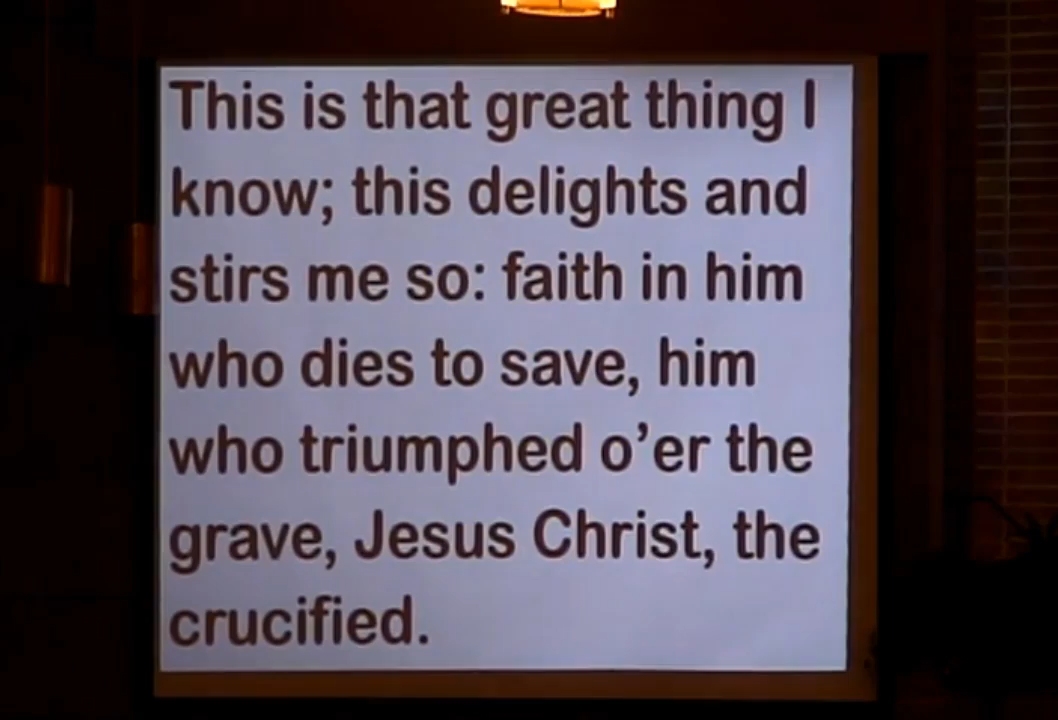 This is that great thing I
know; this delights and
stirs me so: faith in him
who dies to save, him
who triumphed o’er the
grave, Jesus Christ, the
crucified.